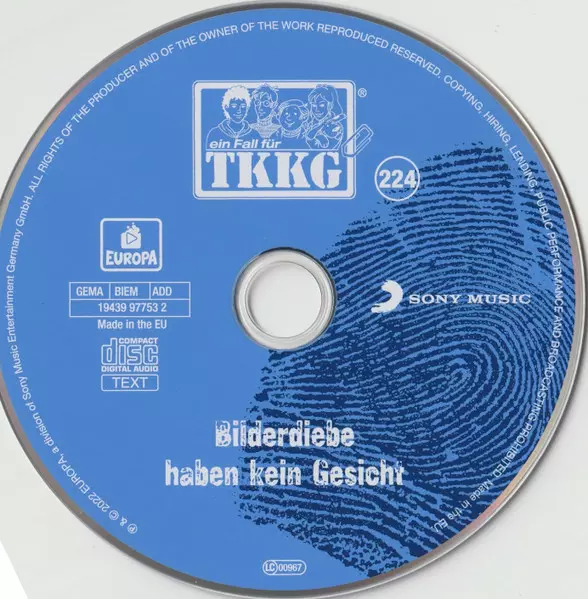 ein Fall für
TKKG
®
224
EUROPA
GEMA BIEM ADD
19439 97753 2
Made in the EU
COMPACT
disc
DIGITAL AUDIO
TEXT
SONY MUSIC
Bilderdiebe
haben kein Gesicht
LC 00967
℗ & © 2022 EUROPA, a division of Sony Music Entertainment Germany GmbH. ALL RIGHTS OF THE PRODUCER AND OF THE OWNER OF THE WORK REPRODUCED RESERVED. COPYING, HIRING, LENDING, PUBLIC PERFORMANCE AND BROADCASTING PROHIBITED. Made in the EU.